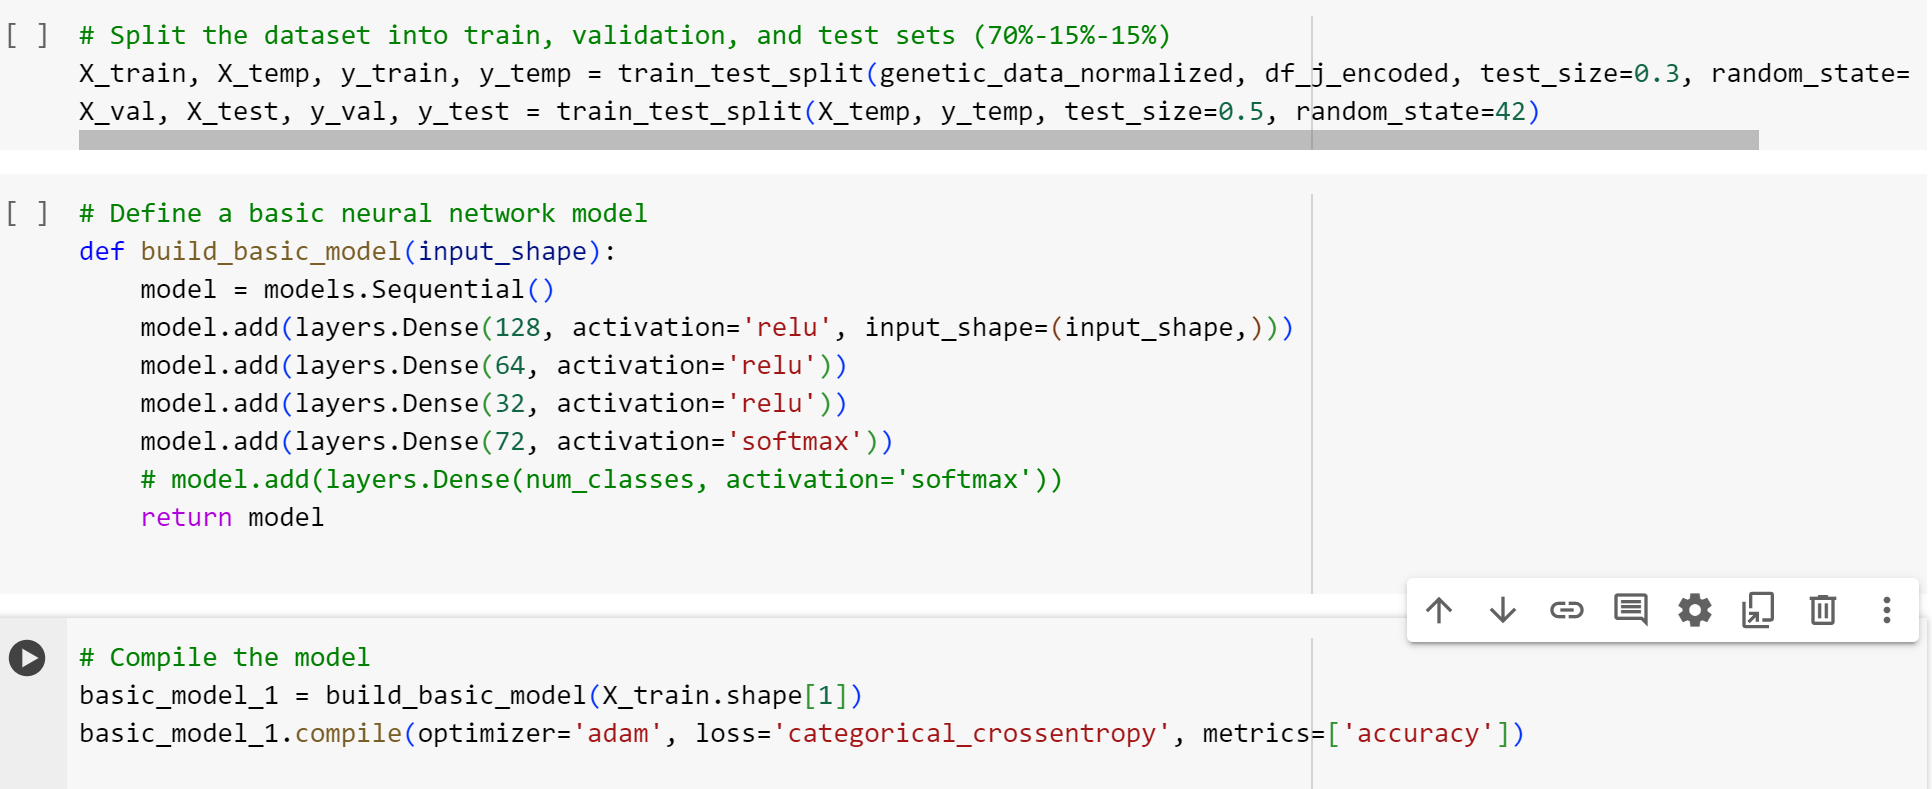 [ ] # Split the dataset into train, validation, and test sets (70%-15%-15%)
X_train, X_temp, y_train, y_temp = train_test_split(genetic_data_normalized, df_j_encoded, test_size=0.3, random_state=
X_val, X_test, y_val, y_test = train_test_split(X_temp, y_temp, test_size=0.5, random_state=42)
[ ] # Define a basic neural network model
def build_basic_model(input_shape):
    model = models.Sequential()
    model.add(layers.Dense(128, activation='relu', input_shape=(input_shape,)))
    model.add(layers.Dense(64, activation='relu'))
    model.add(layers.Dense(32, activation='relu'))
    model.add(layers.Dense(72, activation='softmax'))
    # model.add(layers.Dense(num_classes, activation='softmax'))
    return model
# Compile the model
basic_model_1 = build_basic_model(X_train.shape[1])
basic_model_1.compile(optimizer='adam', loss='categorical_crossentropy', metrics=['accuracy'])